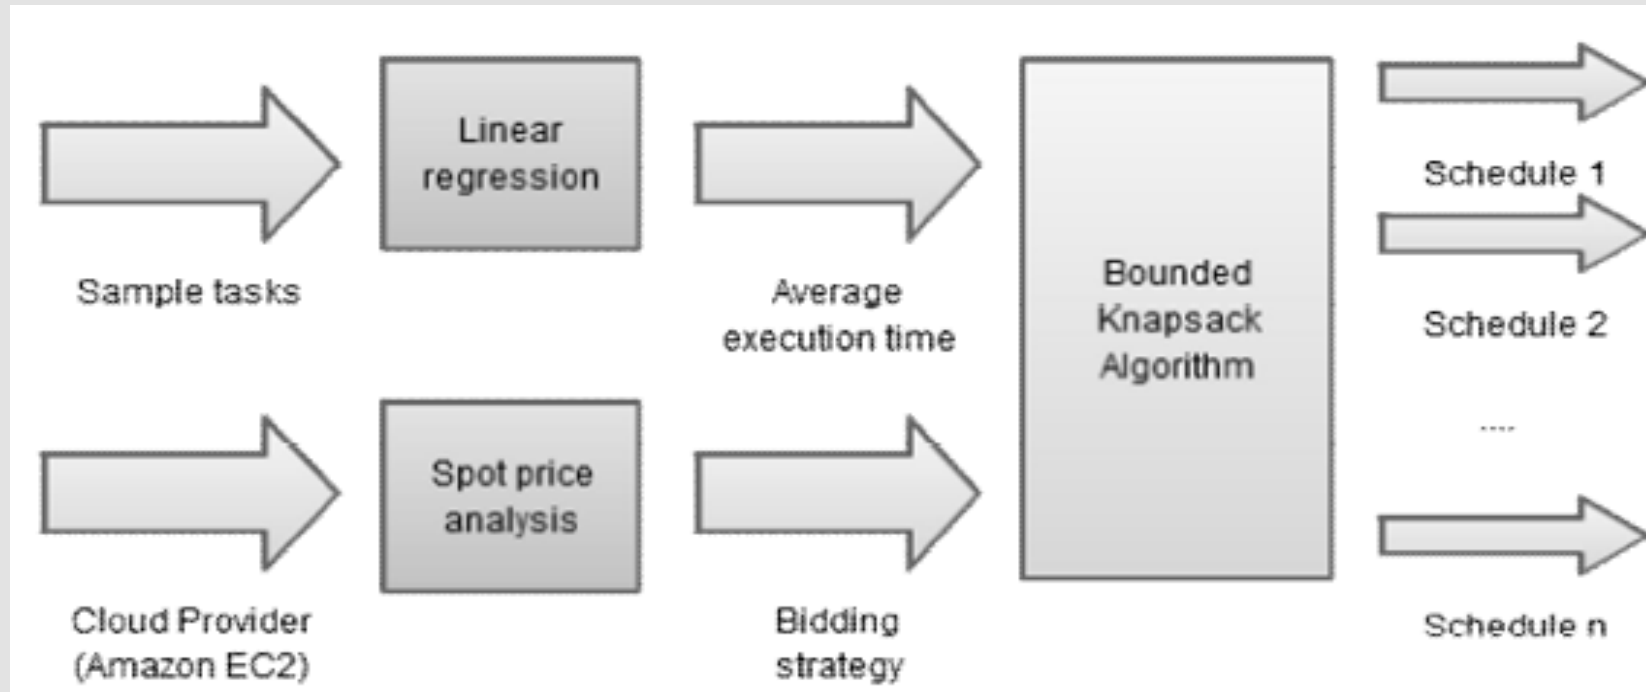 Linear
regression
Sample tasks
Average
execution time
Spot price
analysis
Cloud Provider
(Amazon EC2)
Bidding
strategy
Bounded
Knapsack
Algorithm
Schedule 1
Schedule 2
....
Schedule n